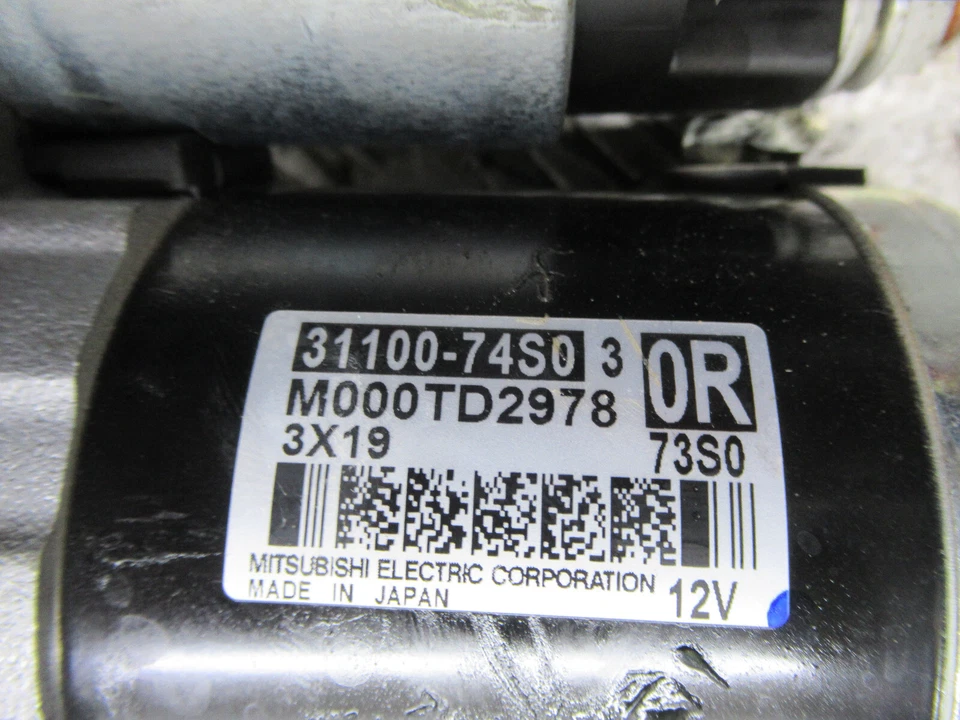 31100-74S0 3 0R
M000TD2978
3X19 73S0
MITSUBISHI ELECTRIC CORPORATION
MADE IN JAPAN 12V